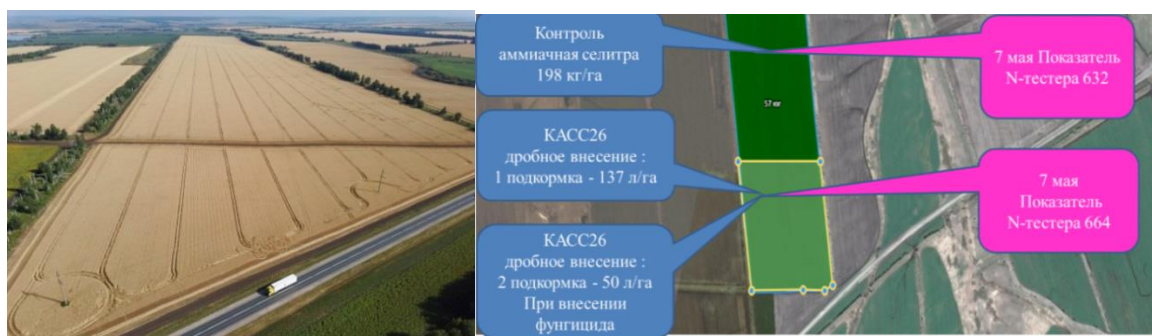 Контроль
аммиачная селитра
198 кг/га
7 мая Показатель
N-тестера 632
57 юг
КАСС26
дробное внесение :
1 подкормка - 137 л/га
7 мая
Показатель
N-тестера 664
КАСС26
дробное внесение :
2 подкормка - 50 л/га
При внесении
фунгицида